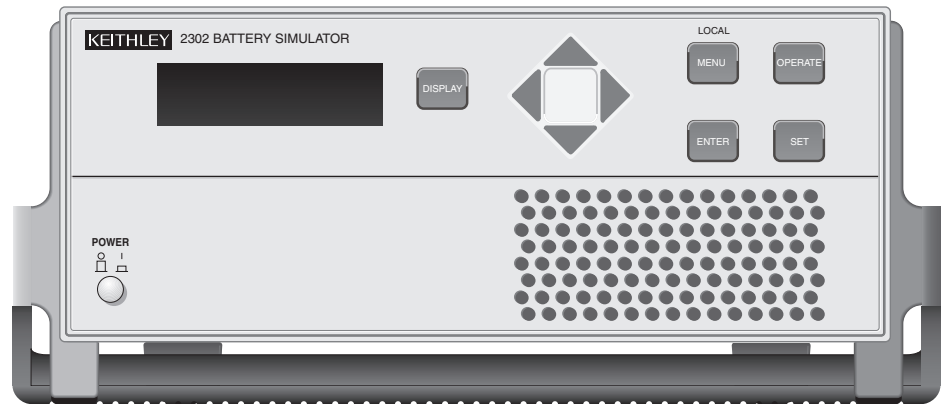 KEITHLEY 2302 BATTERY SIMULATOR
LOCAL
DISPLAY
MENU
OPERATE
ENTER
SET
POWER